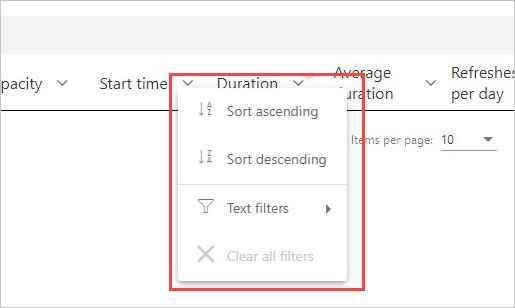 pacity Start time Duration Average duration Refreshes per day
Sort ascending
Items per page: 10
Sort descending
Text filters
Clear all filters